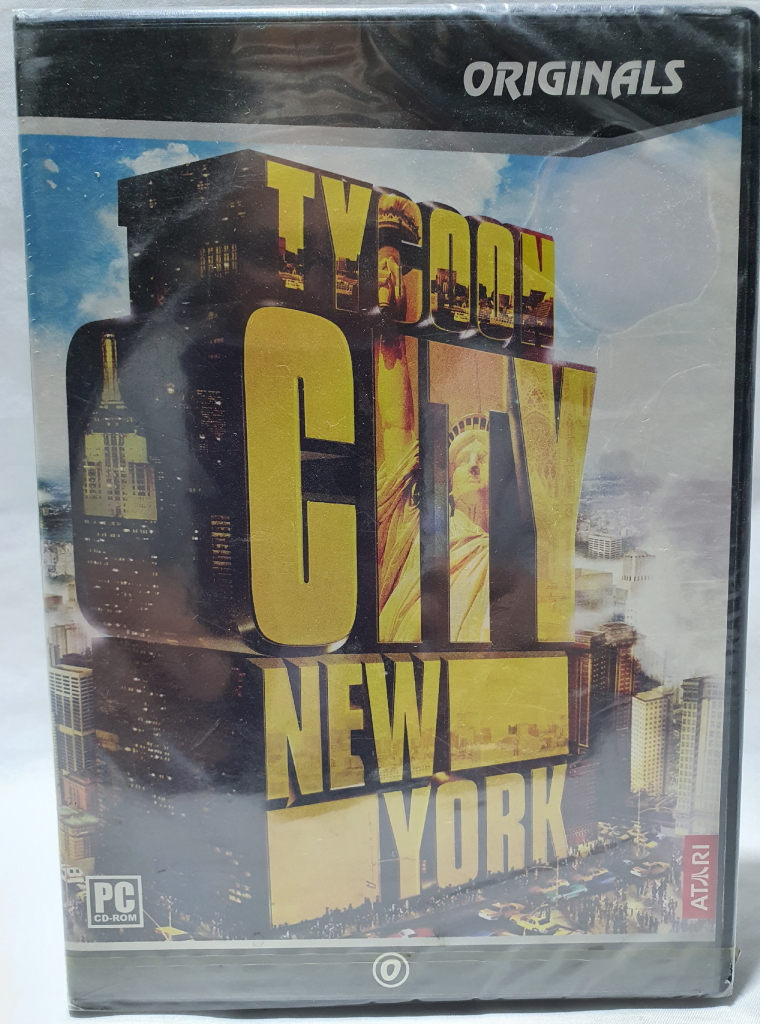 ORIGINALS
TYCOON
CITY
NEW
YORK
PC
CD-ROM
ATARI
O